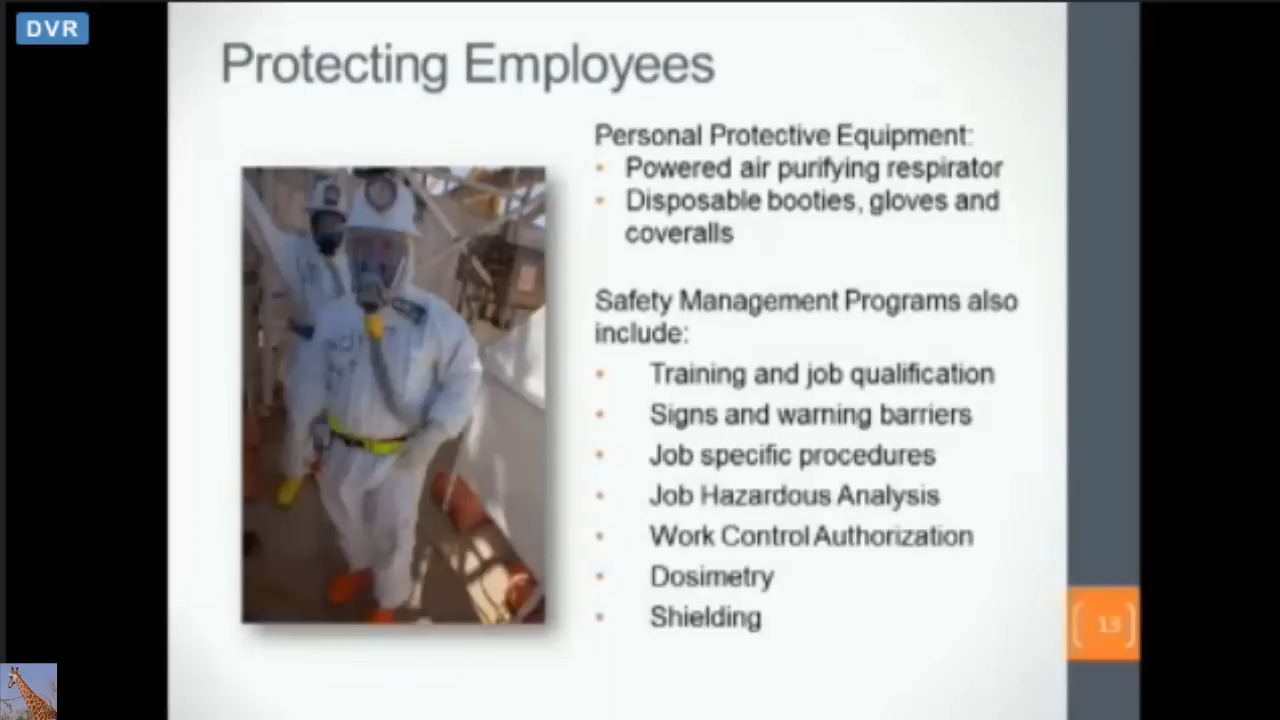 DVR
Protecting Employees
Personal Protective Equipment:
• Powered air purifying respirator
• Disposable booties, gloves and
coveralls
Safety Management Programs also
include:
• Training and job qualification
• Signs and warning barriers
• Job specific procedures
• Job Hazardous Analysis
• Work Control Authorization
• Dosimetry
• Shielding
13